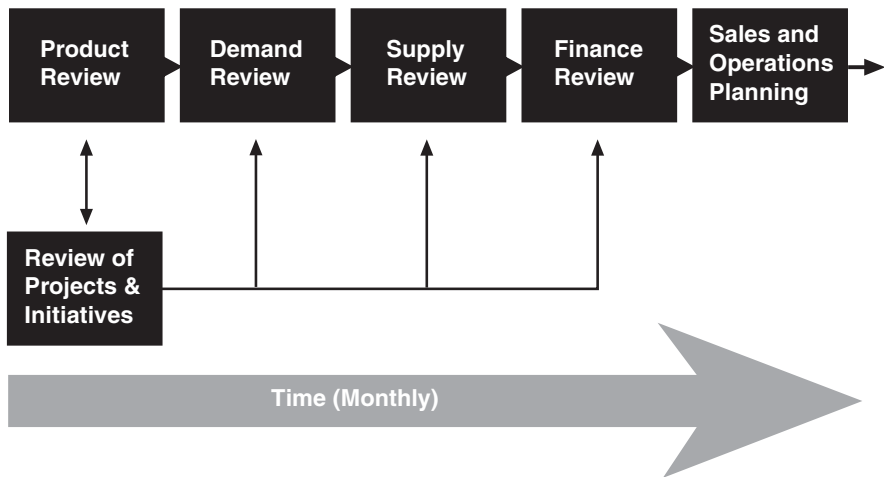 Product
Review
Demand
Review
Supply
Review
Finance
Review
Sales and
Operations
Planning
Review of
Projects &
Initiatives
Time (Monthly)